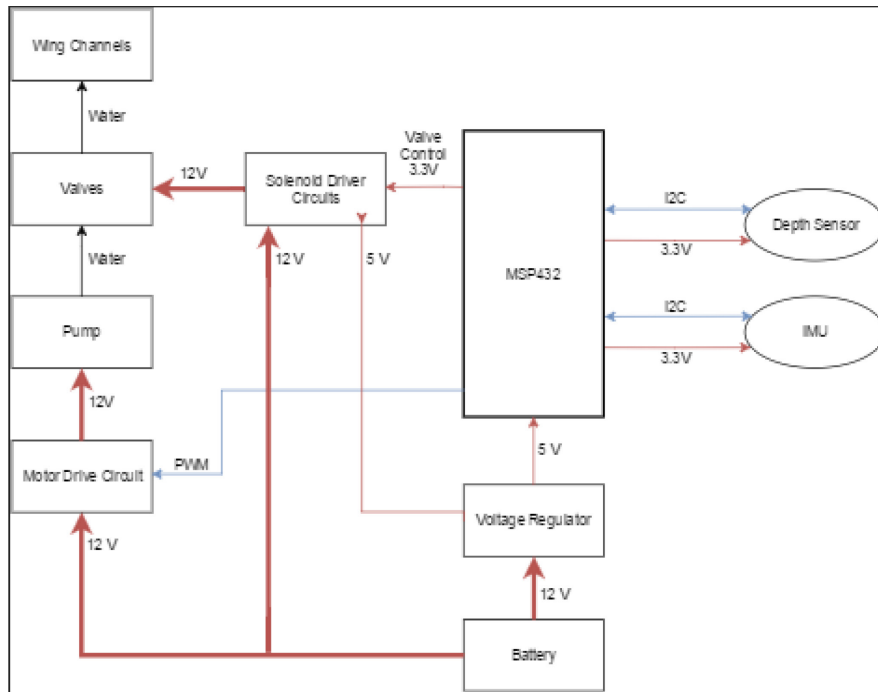 Wing Channels
Water
Valves
12V
Solenoid Driver
Circuits
Valve
Control
3.3V
MSP432
I2C
Depth Sensor
3.3V
Water
12 V
5 V
I2C
IMU
3.3V
Pump
12V
Motor Drive Circuit
PWM
5 V
Voltage Regulator
12 V
12 V
Battery